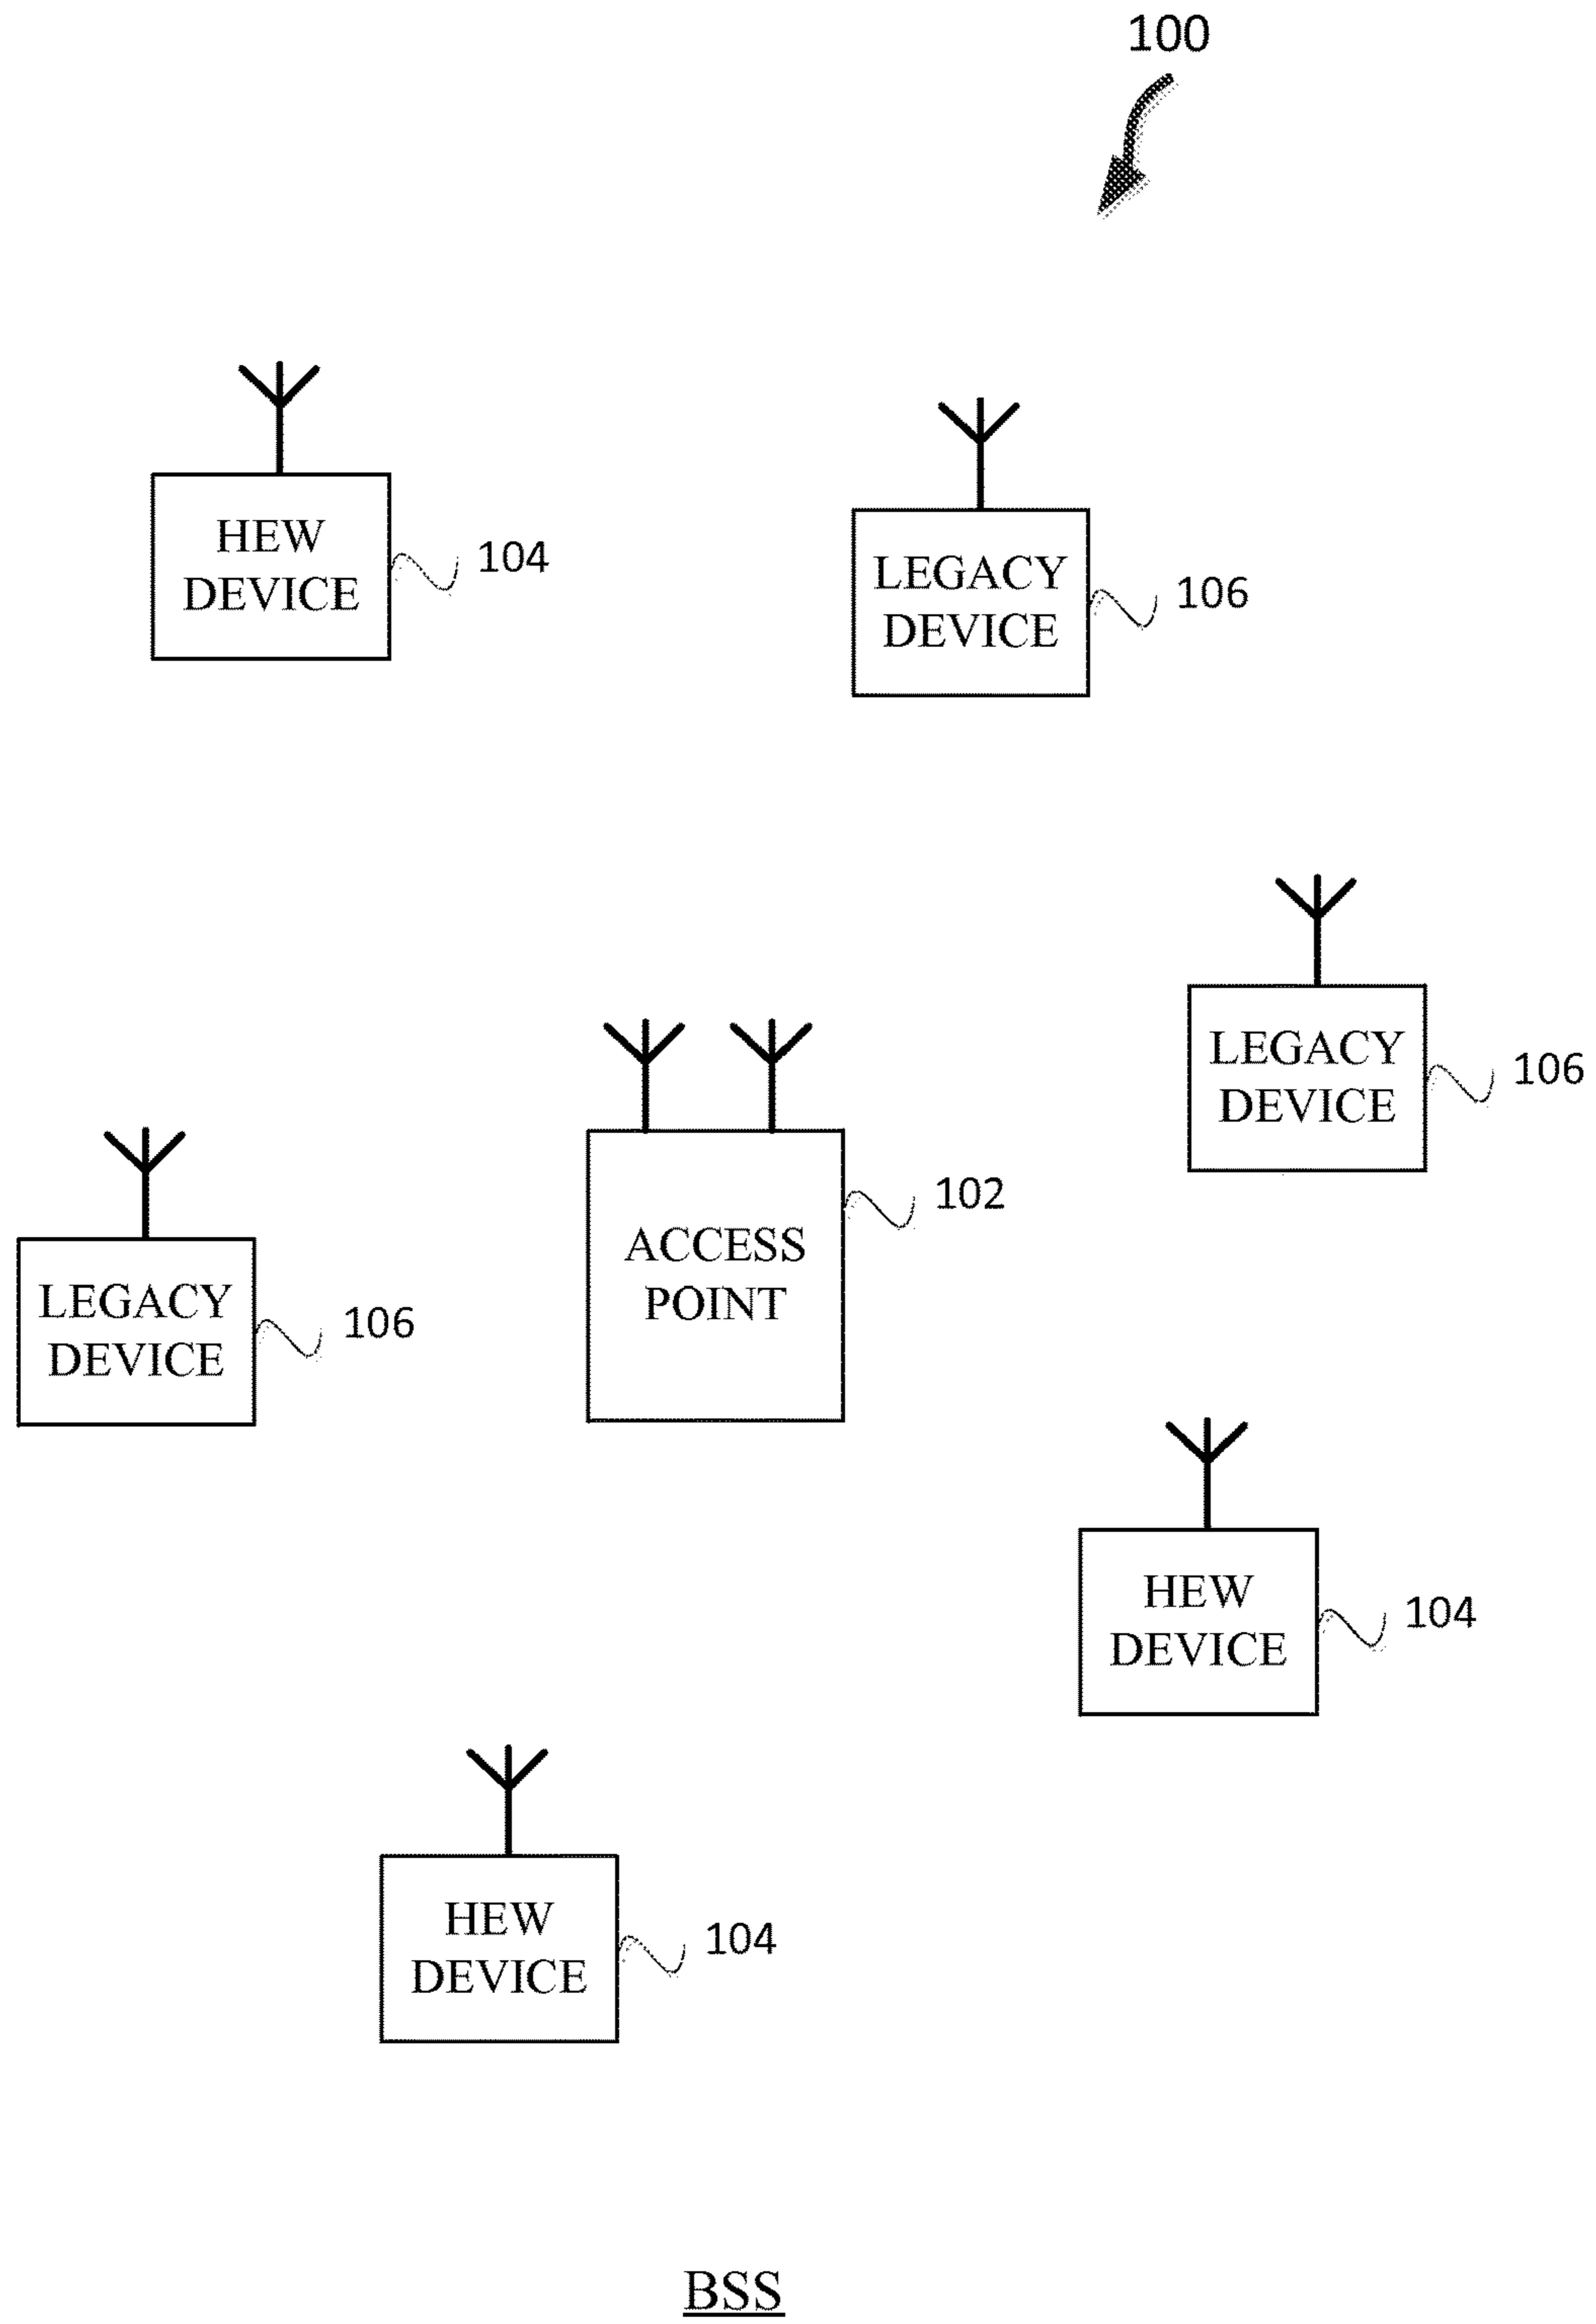 100
HEW
DEVICE
104
LEGACY
DEVICE
106
LEGACY
DEVICE
106
ACCESS
POINT
102
LEGACY
DEVICE
106
HEW
DEVICE
104
HEW
DEVICE
104
BSS